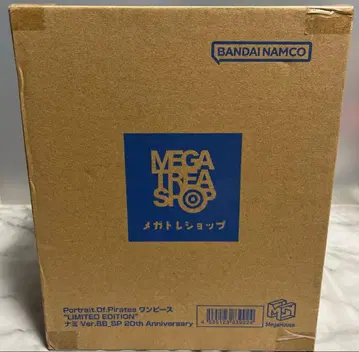 BANDAI NAMCO
MEGA
TREA
SHOP
メガトレショップ
Portrait.Of.Pirates ワンピース
"LIMITED EDITION"
ナミ Ver.BB_SP 20th Anniversary
MegaHouse